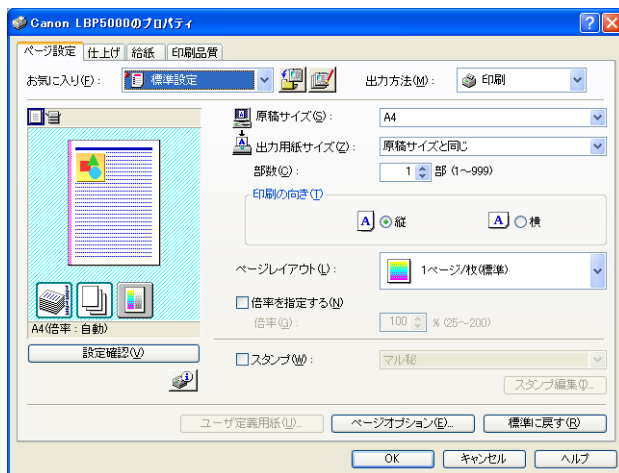 Canon LBP5000のプロパティ
ページ設定 仕上げ 給紙 印刷品質
お気に入り(F): 標準設定 出力方法(M): 印刷
原稿サイズ(S): A4
出力用紙サイズ(Z): 原稿サイズと同じ
部数(C): 1 部 (1～999)
印刷の向き(T)
A 縦 A 横
ページレイアウト(L): 1ページ/枚(標準)
倍率を指定する(N)
倍率(G): 100 % (25～200)
A4(倍率:自動)
設定確認(V)
スタンプ(W): マル秘
スタンプ編集(I)...
ユーザ定義用紙(U)... ページオプション(E)... 標準に戻す(R)
OK キャンセル ヘルプ